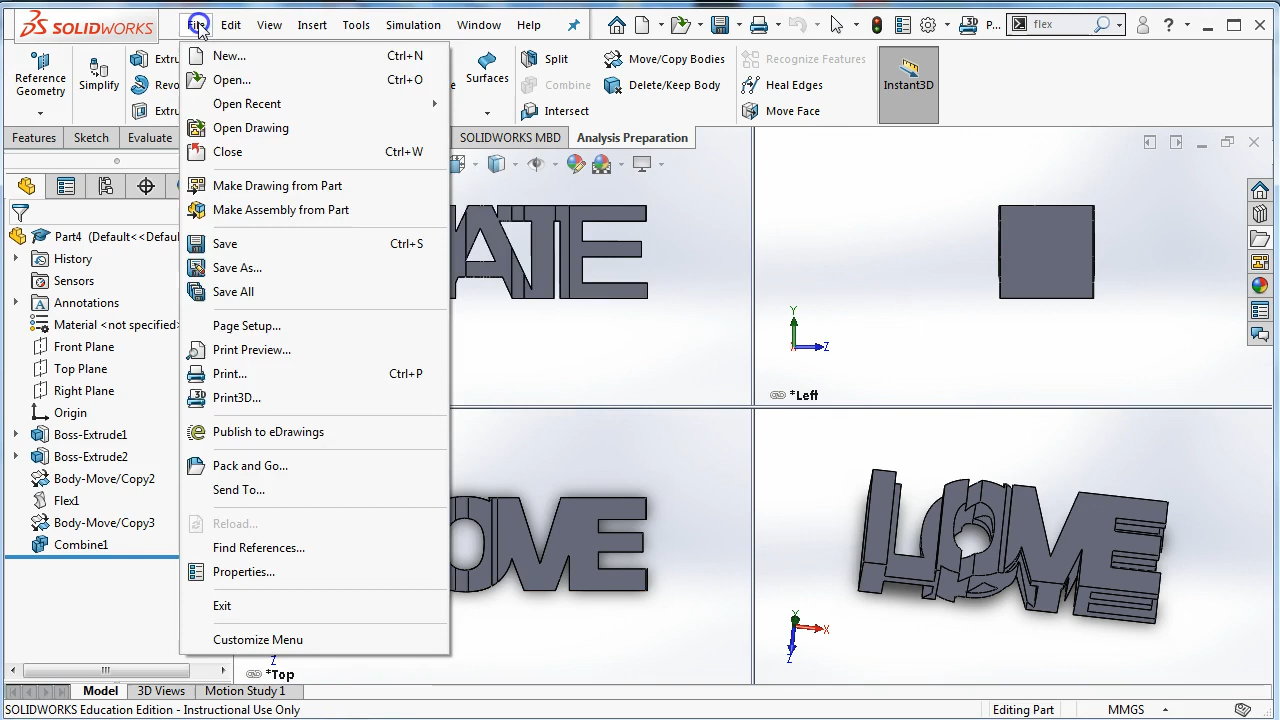 SOLIDWORKS
Edit
View
Insert
Tools
Simulation
Window
Help
P...
flex
Reference Geometry
Simplify
Surfaces
Split
Combine
Intersect
Move/Copy Bodies
Delete/Keep Body
Recognize Features
Heal Edges
Move Face
Instant3D
Features
Sketch
Evaluate
SOLIDWORKS MBD
Analysis Preparation
New... Ctrl+N
Open... Ctrl+O
Open Recent
Open Drawing
Close Ctrl+W
Make Drawing from Part
Make Assembly from Part
Save Ctrl+S
Save As...
Save All
Page Setup...
Print Preview...
Print... Ctrl+P
Print3D...
Publish to eDrawings
Pack and Go...
Send To...
Reload...
Find References...
Properties...
Exit
Customize Menu
Part4 (Default<<Defau
History
Sensors
Annotations
Material <not specified>
Front Plane
Top Plane
Right Plane
Origin
Boss-Extrude1
Boss-Extrude2
Body-Move/Copy2
Flex1
Body-Move/Copy3
Combine1
ATE
Y
Z
*Left
OVE
LOVE
Y
X
Z
Z
*Top
Model
3D Views
Motion Study 1
SOLIDWORKS Education Edition - Instructional Use Only
Editing Part
MMGS